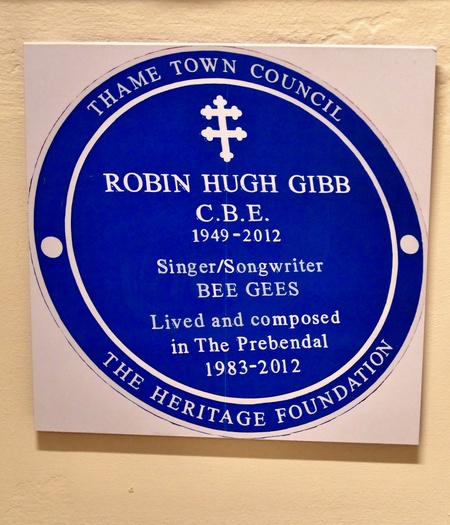 THAME TOWN COUNCIL
ROBIN HUGH GIBB
C.B.E.
1949-2012
Singer/Songwriter
BEE GEES
Lived and composed
in The Prebendal
1983-2012
THE HERITAGE FOUNDATION